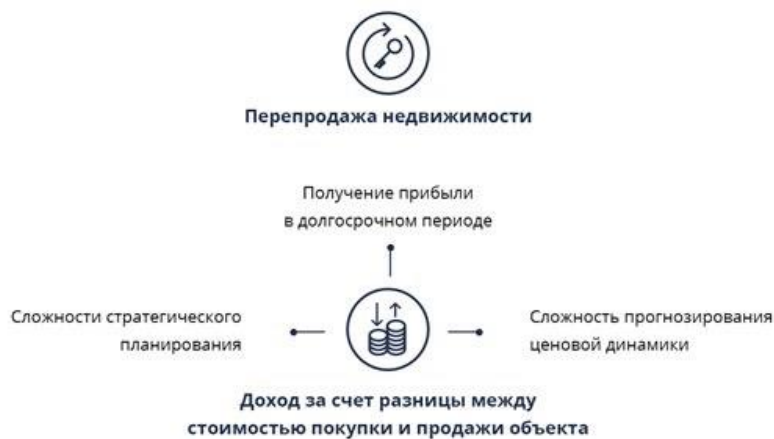 Перепродажа недвижимости
Получение прибыли
в долгосрочном периоде
Сложности стратегического
планирования
Сложность прогнозирования
ценовой динамики
Доход за счет разницы между
стоимостью покупки и продажи объекта